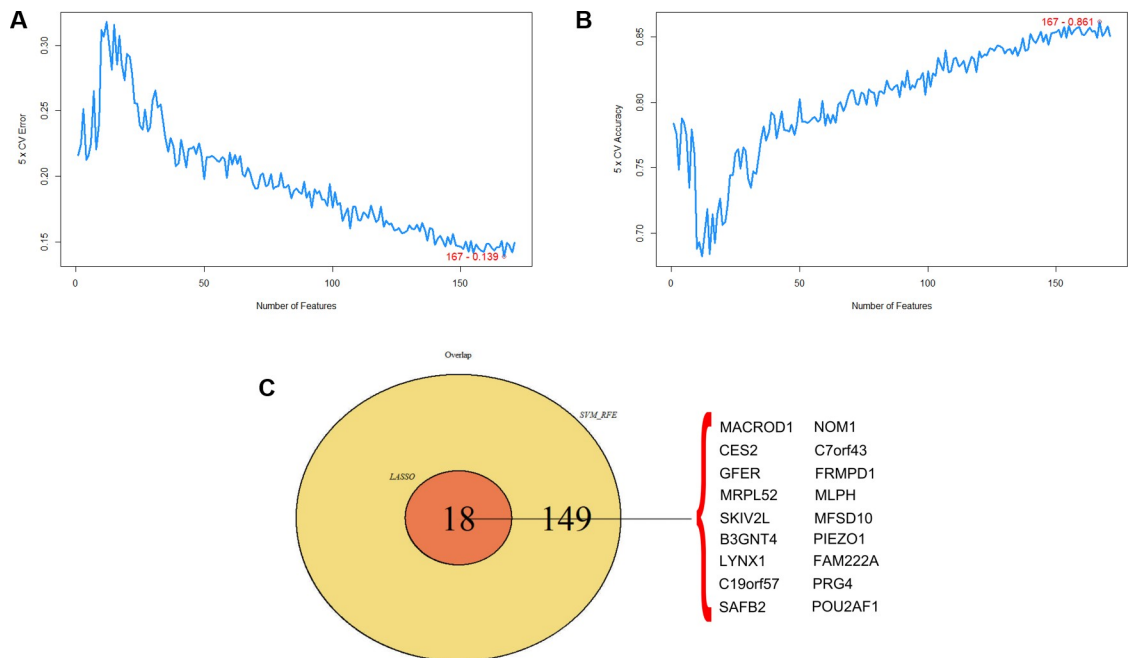 A
5 x CV Error
0.30
0.25
0.20
0.15
167 - 0.139
0
50
100
150
Number of Features
B
5 x CV Accuracy
0.85
0.80
0.75
0.70
167 - 0.861
0
50
100
150
Number of Features
C
Overlap
SVM_RFE
LASSO
18
149
MACROD1 NOM1
CES2 C7orf43
GFER FRMPD1
MRPL52 MLPH
SKIV2L MFSD10
B3GNT4 PIEZO1
LYNX1 FAM222A
C19orf57 PRG4
SAFB2 POU2AF1